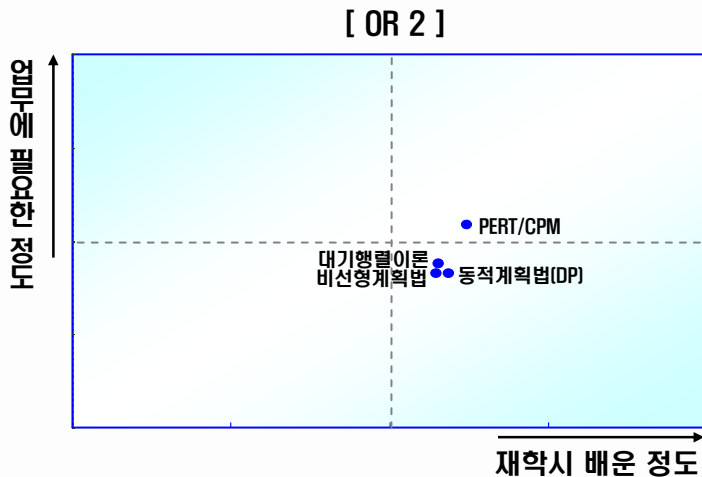 [ OR 2 ]
업무에 필요한 정도
PERT/CPM
대기행렬이론
비선형계획법
동적계획법(DP)
재학시 배운 정도